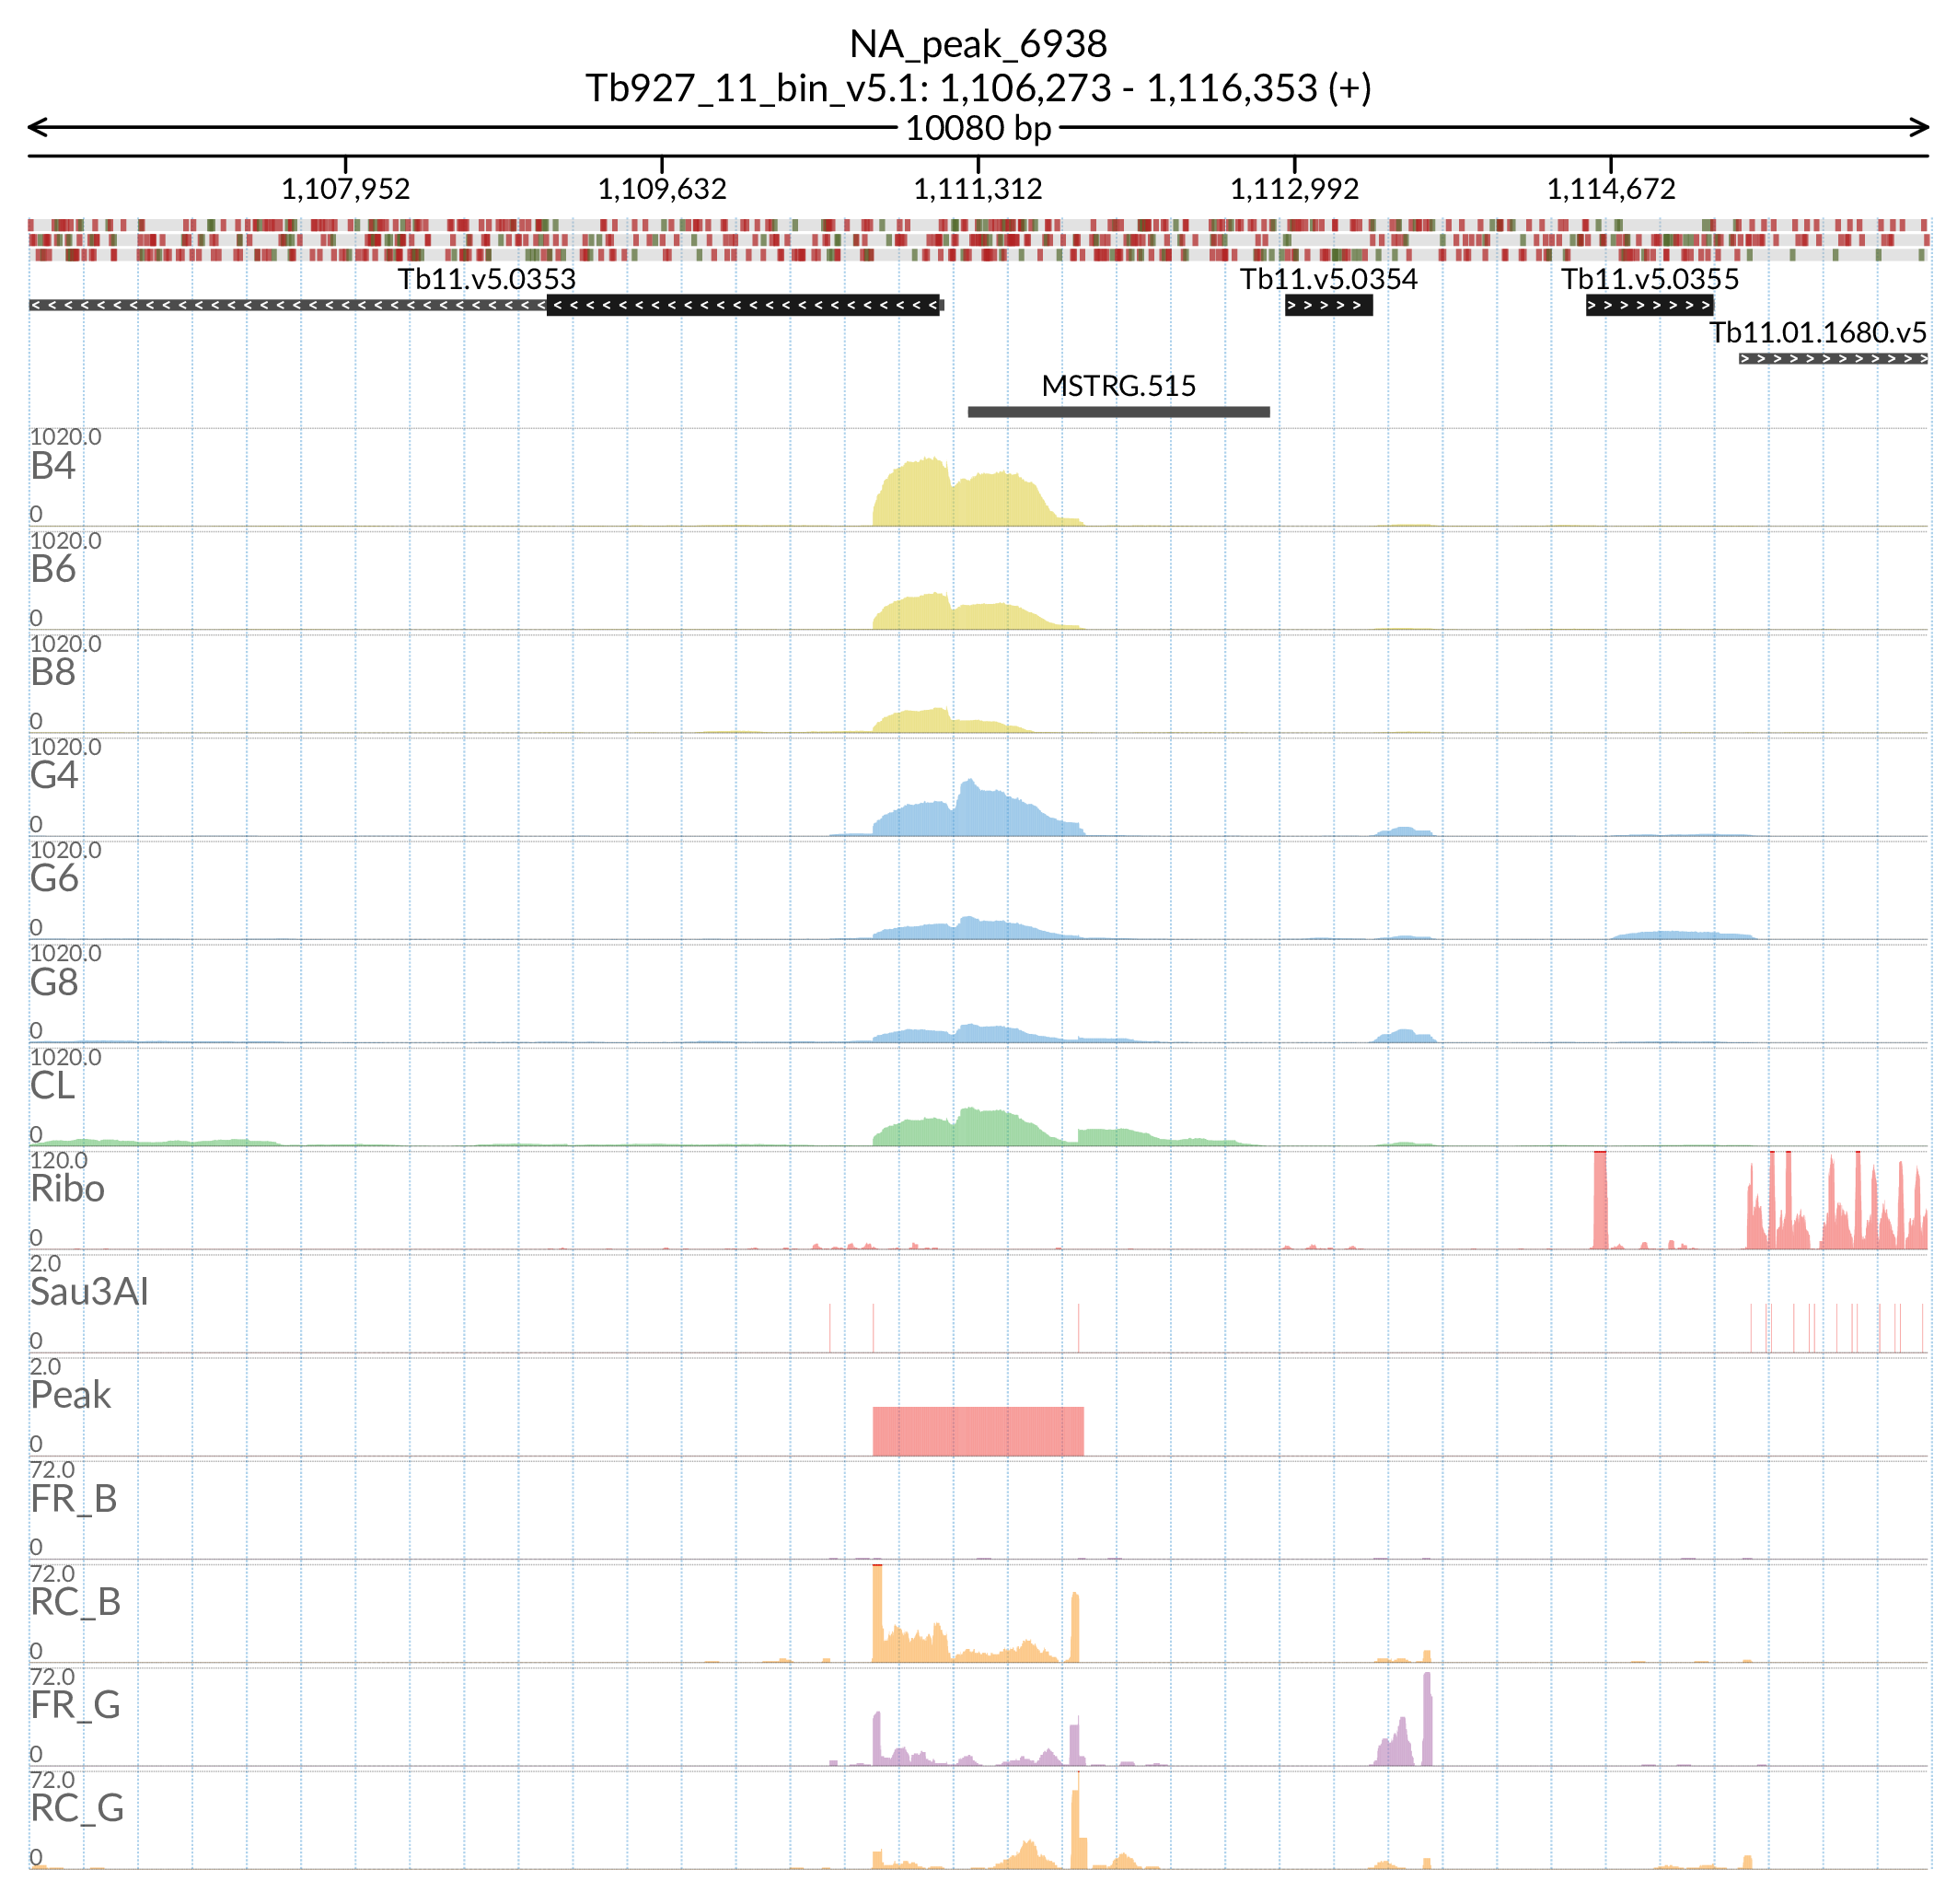 NA_peak_6938
Tb927_11_bin_v5.1: 1,106,273 - 1,116,353 (+)
10080 bp
1,107,952 1,109,632 1,111,312 1,112,992 1,114,672
Tb11.v5.0353 Tb11.v5.0354 Tb11.v5.0355
Tb11.01.1680.v5
MSTRG.515
1020.0
B4
0
1020.0
B6
0
1020.0
B8
0
1020.0
G4
0
1020.0
G6
0
1020.0
G8
0
1020.0
CL
0
120.0
Ribo
0
2.0
Sau3AI
0
2.0
Peak
0
72.0
FR_B
0
72.0
RC_B
0
72.0
FR_G
0
72.0
RC_G
0